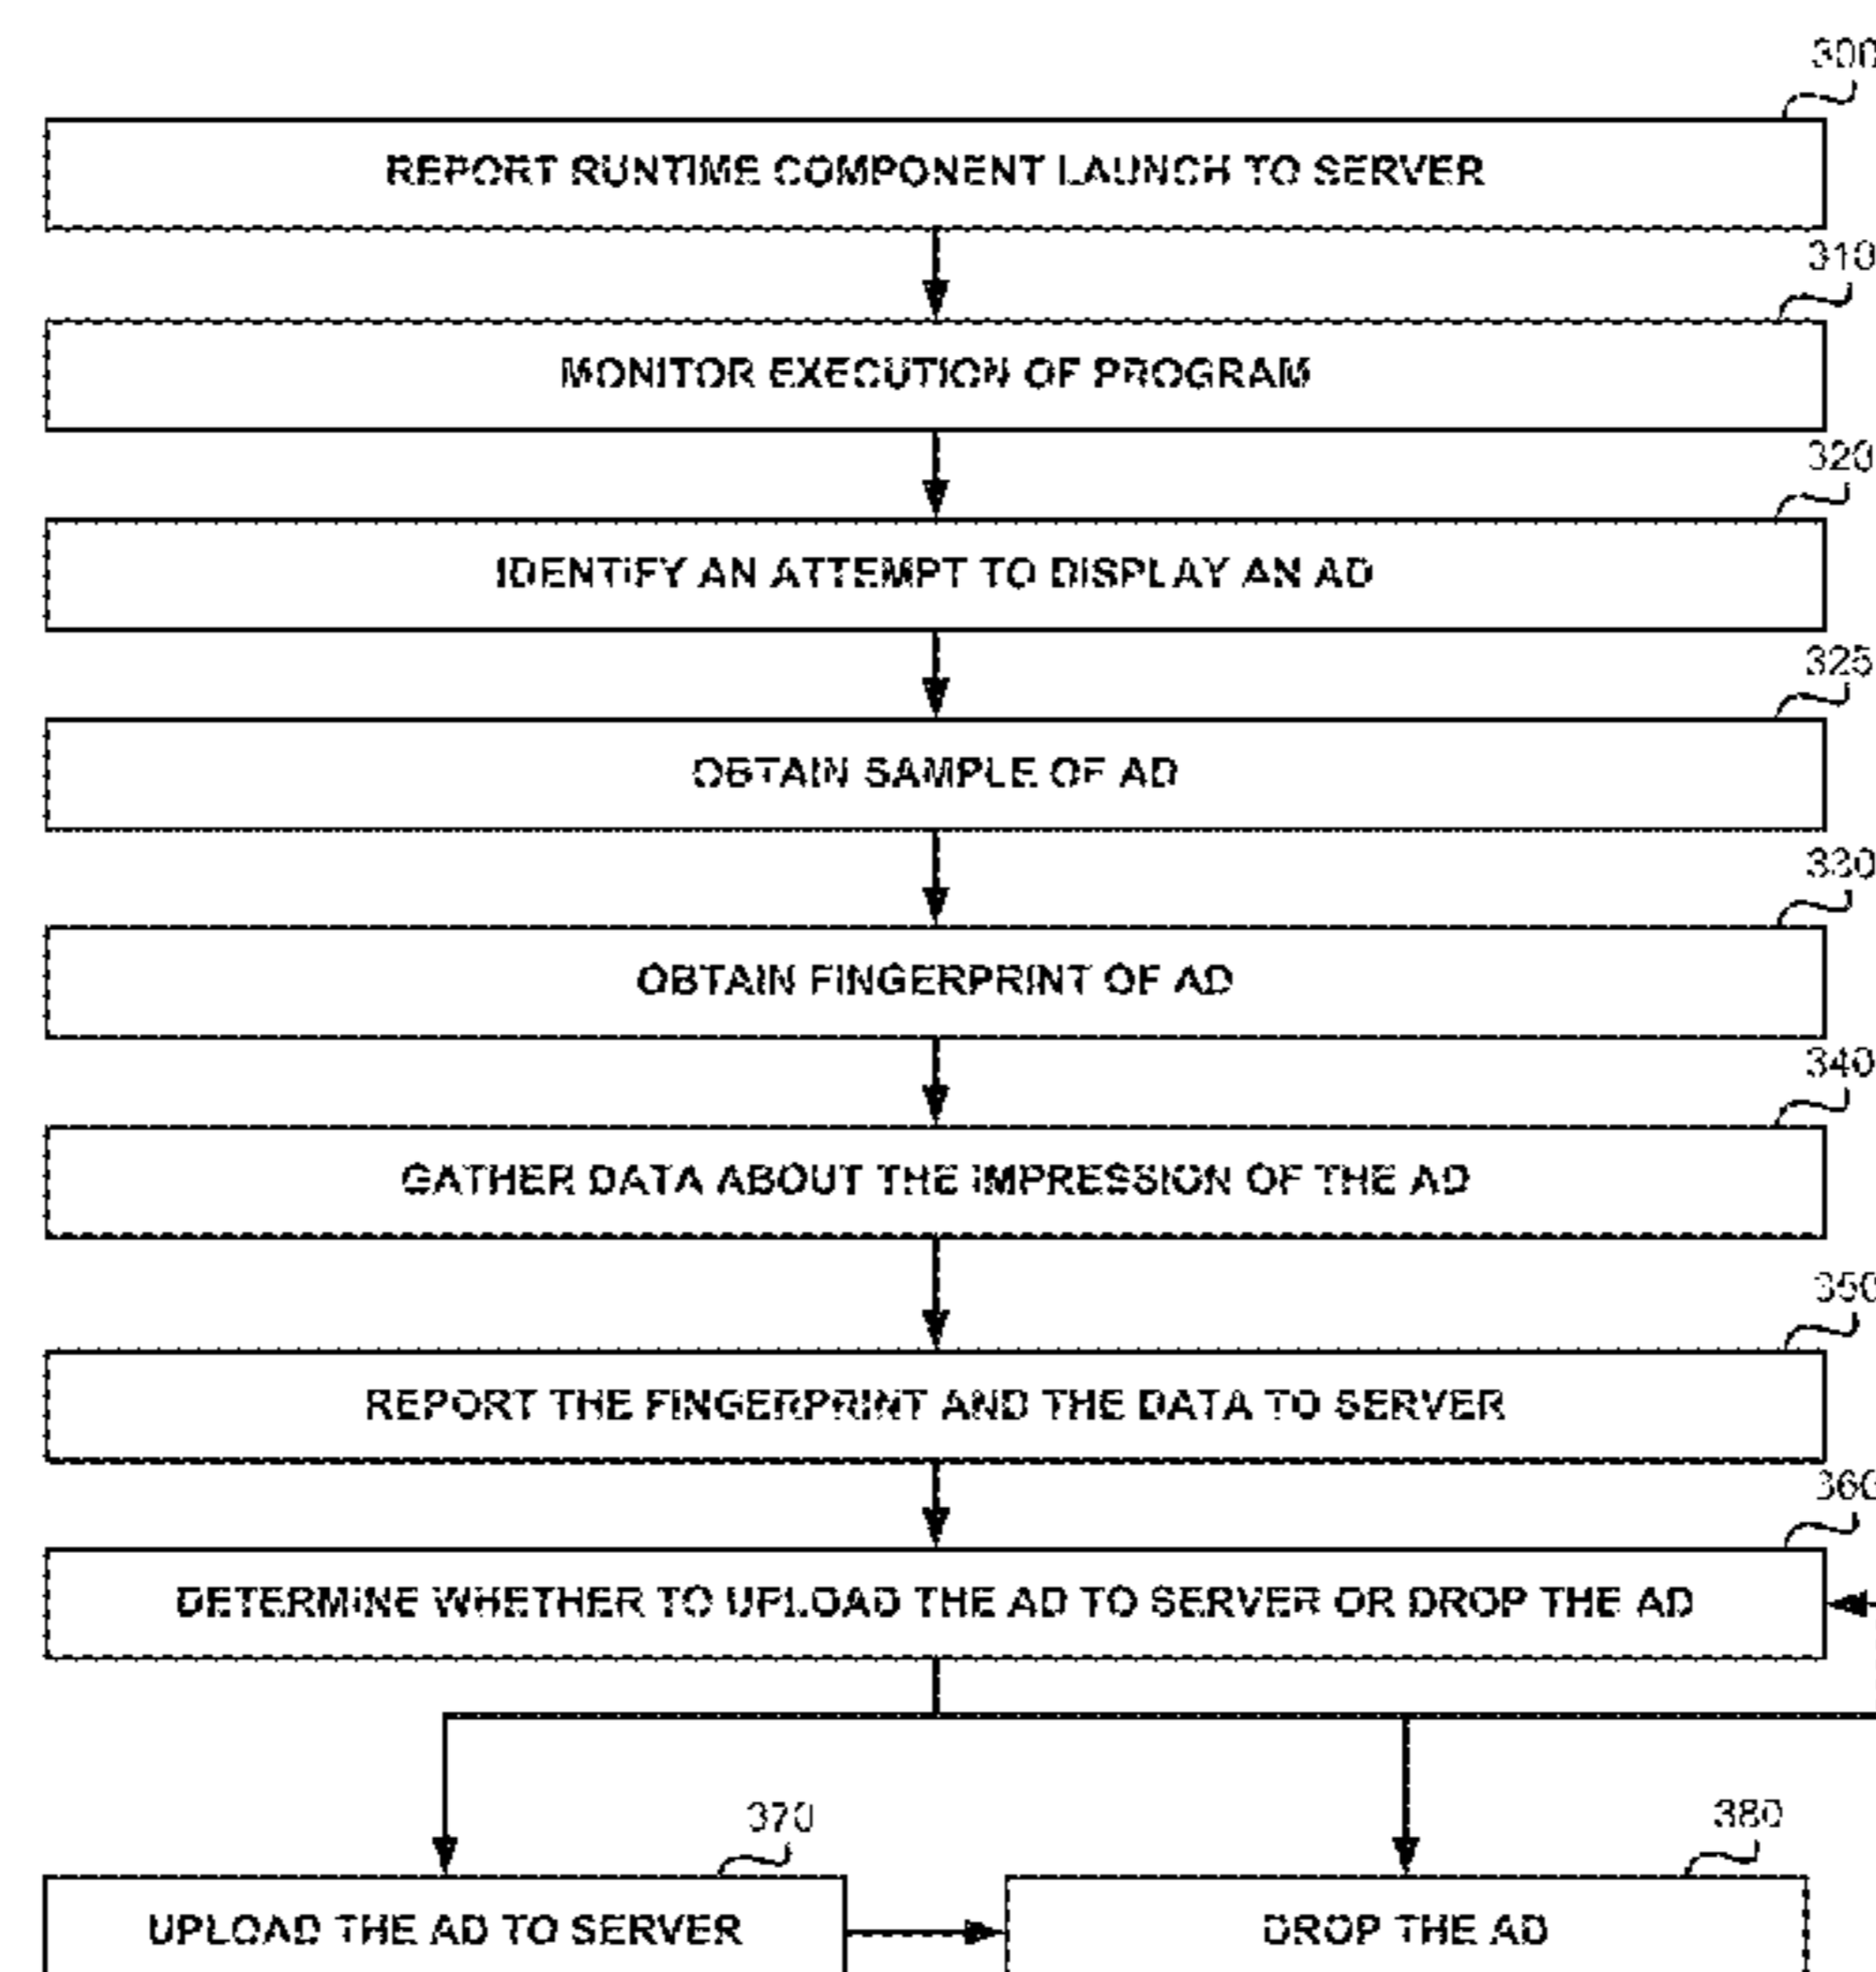 300
REPORT RUNTIME COMPONENT LAUNCH TO SERVER
310
MONITOR EXECUTION OF PROGRAM
320
IDENTIFY AN ATTEMPT TO DISPLAY AN AD
325
OBTAIN SAMPLE OF AD
330
OBTAIN FINGERPRINT OF AD
340
GATHER DATA ABOUT THE IMPRESSION OF THE AD
350
REPORT THE FINGERPRINT AND THE DATA TO SERVER
360
DETERMINE WHETHER TO UPLOAD THE AD TO SERVER OR DROP THE AD
370
380
UPLOAD THE AD TO SERVER
DROP THE AD